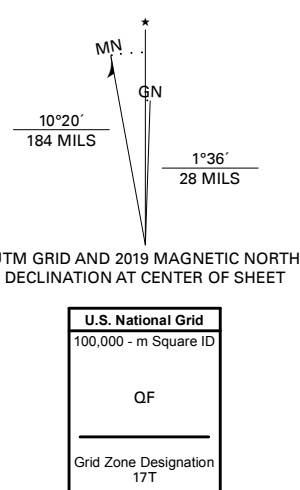 ★
MN
GN
10°20´
184 MILS
1°36´
28 MILS
UTM GRID AND 2019 MAGNETIC NORTH
DECLINATION AT CENTER OF SHEET
U.S. National Grid
100,000 - m Square ID
QF
Grid Zone Designation
17T